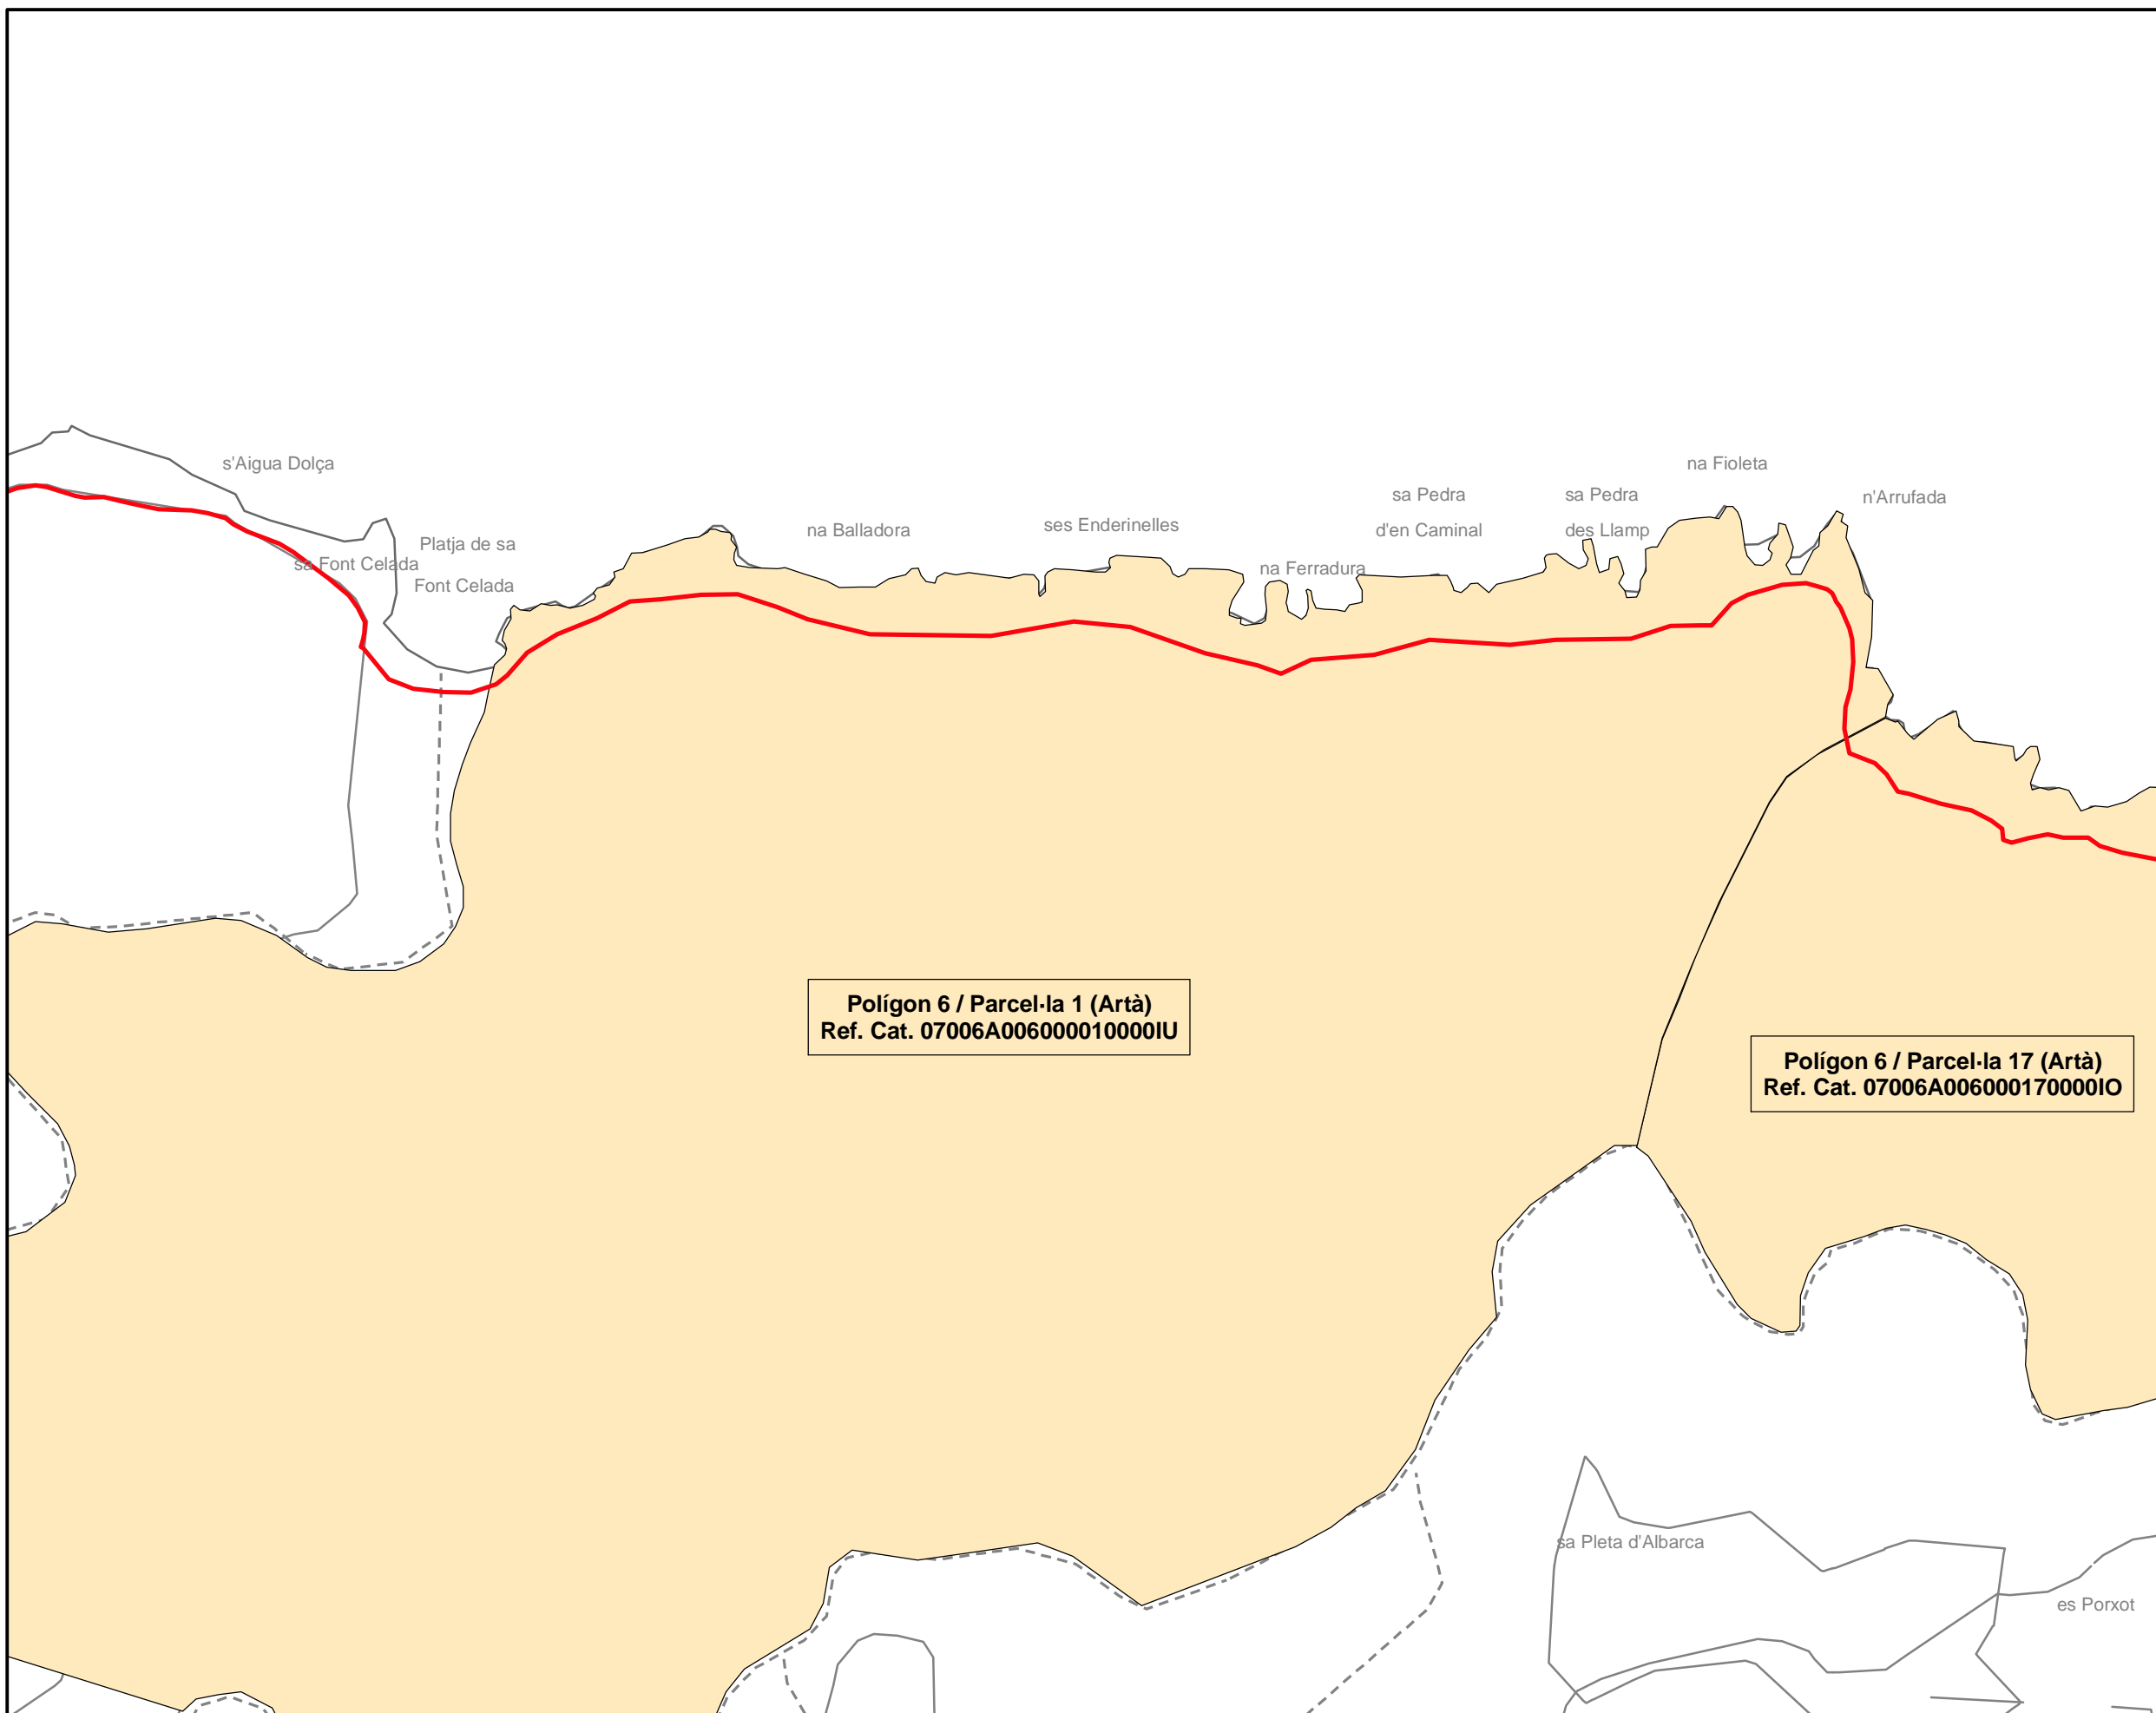 s'Aigua Dolça
sa Font Celada
Platja de sa
Font Celada
na Balladora
ses Enderinelles
na Ferradura
sa Pedra
d'en Caminal
sa Pedra
des Llamp
na Fioleta
n'Arrufada
Polígon 6 / Parcel·la 1 (Artà)
Ref. Cat. 07006A006000010000IU
Polígon 6 / Parcel·la 17 (Artà)
Ref. Cat. 07006A006000170000IO
sa Pleta d'Albarca
es Porxot